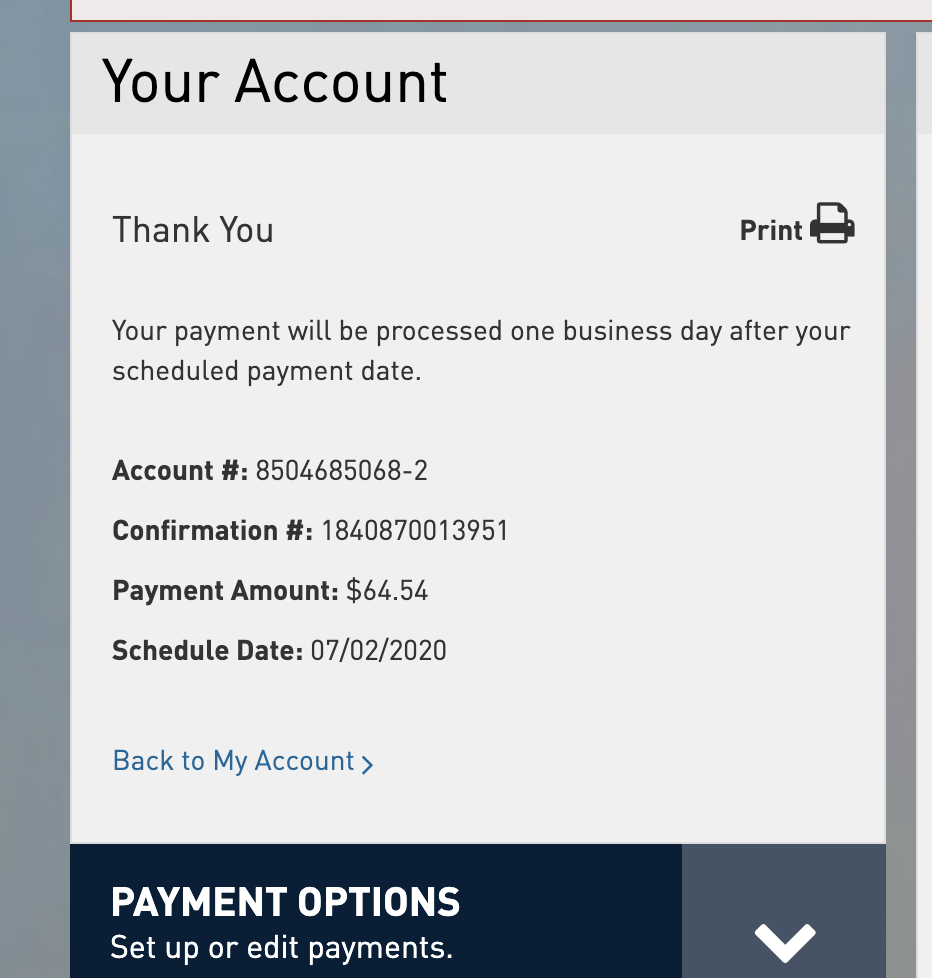 Your Account
Thank You
Print
Your payment will be processed one business day after your
scheduled payment date.
Account #: 8504685068-2
Confirmation #: 1840870013951
Payment Amount: $64.54
Schedule Date: 07/02/2020
Back to My Account
PAYMENT OPTIONS
Set up or edit payments.